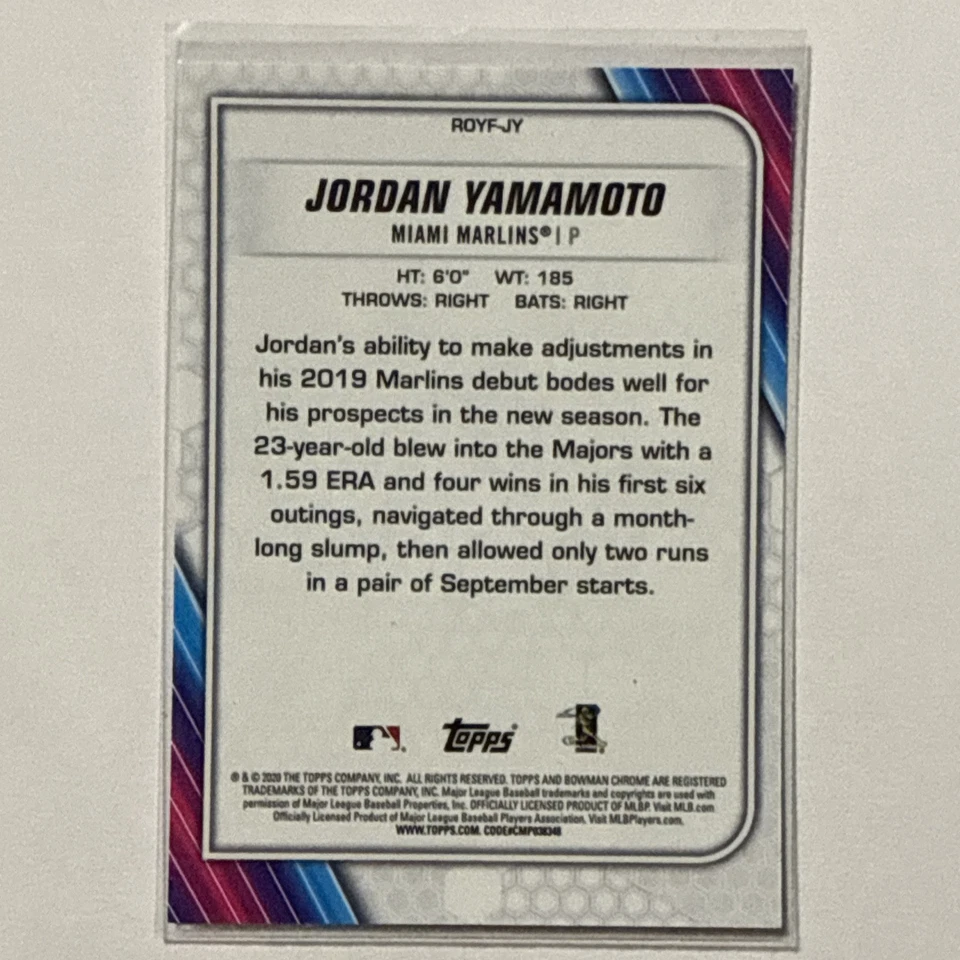 ROYF-JY
JORDAN YAMAMOTO
MIAMI MARLINS® | P
HT: 6'0" WT: 185
THROWS: RIGHT BATS: RIGHT
Jordan's ability to make adjustments in
his 2019 Marlins debut bodes well for
his prospects in the new season. The
23-year-old blew into the Majors with a
1.59 ERA and four wins in his first six
outings, navigated through a month-
long slump, then allowed only two runs
in a pair of September starts.
Topps®
® & © 2020 THE TOPPS COMPANY, INC. ALL RIGHTS RESERVED. TOPPS AND BOWMAN CHROME ARE REGISTERED
TRADEMARKS OF THE TOPPS COMPANY, INC. Major League Baseball trademarks and copyrights are used with
permission of Major League Baseball Properties, Inc. OFFICIALLY LICENSED PRODUCT OF MLBP. Visit MLB.com
Officially Licensed Product of Major League Baseball Players Association. Visit MLBPlayers.com.
WWW.TOPPS.COM. CODE#CMP038348